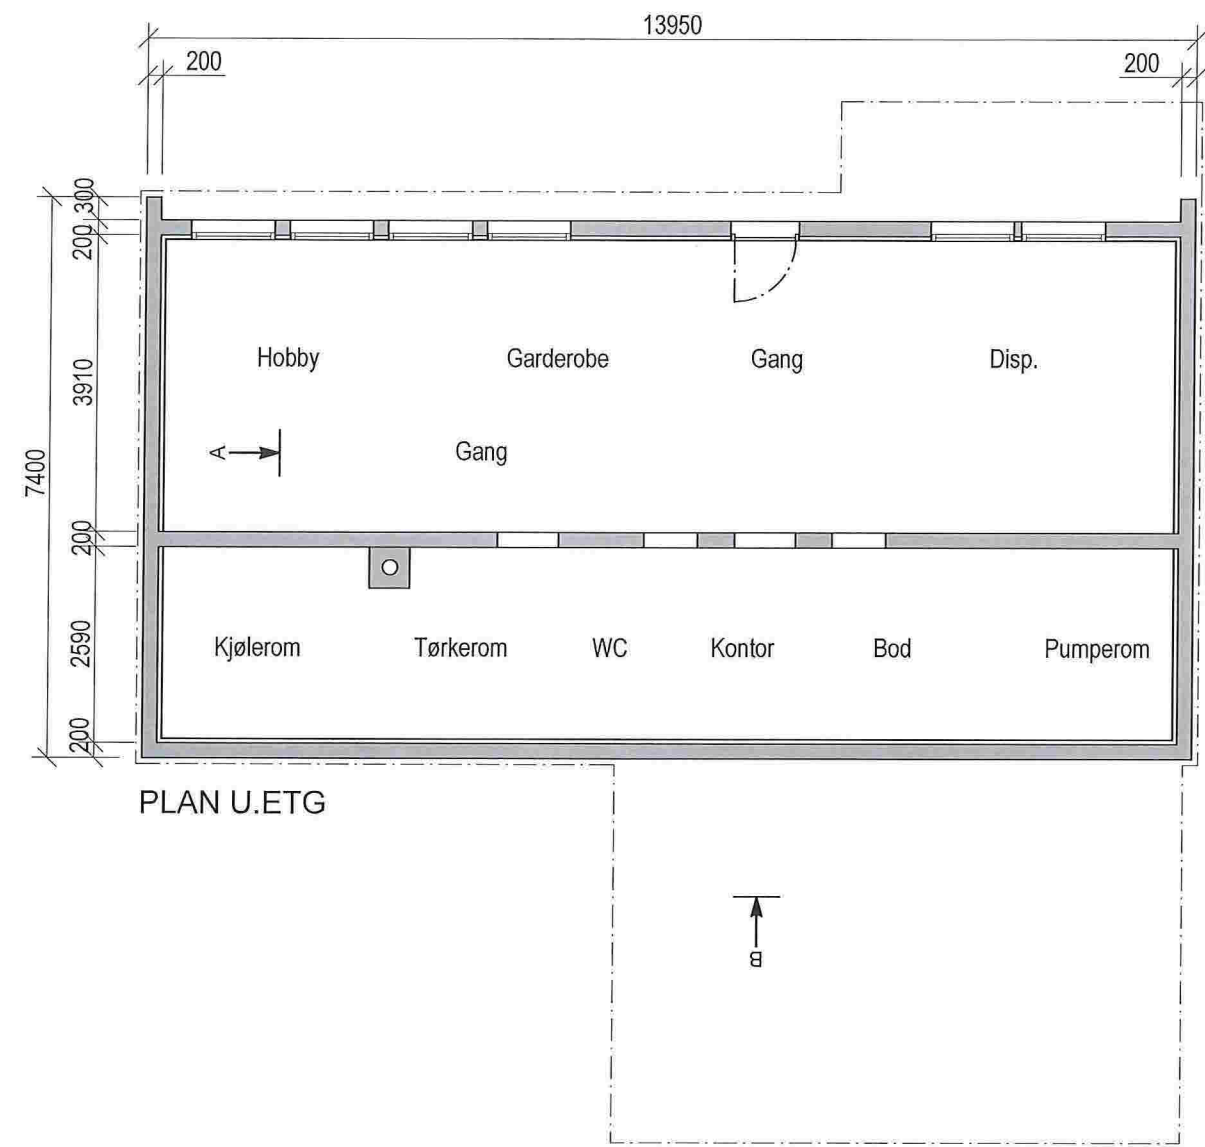 13950
200
200
300
200
3910
7400
200
2590
200
Hobby
Garderobe
Gang
Disp.
A
Gang
Kjølerom
Tørkerom
WC
Kontor
Bod
Pumperom
PLAN U.ETG
B